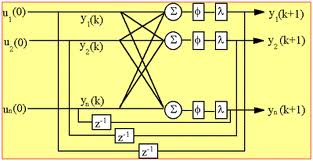 u1(0) y1(k) Σ ϕ λ y1(k+1)
u2(0) y2(k) Σ ϕ λ y2(k+1)
un(0) yn(k) Σ ϕ λ yn(k+1)
z-1
z-1
z-1